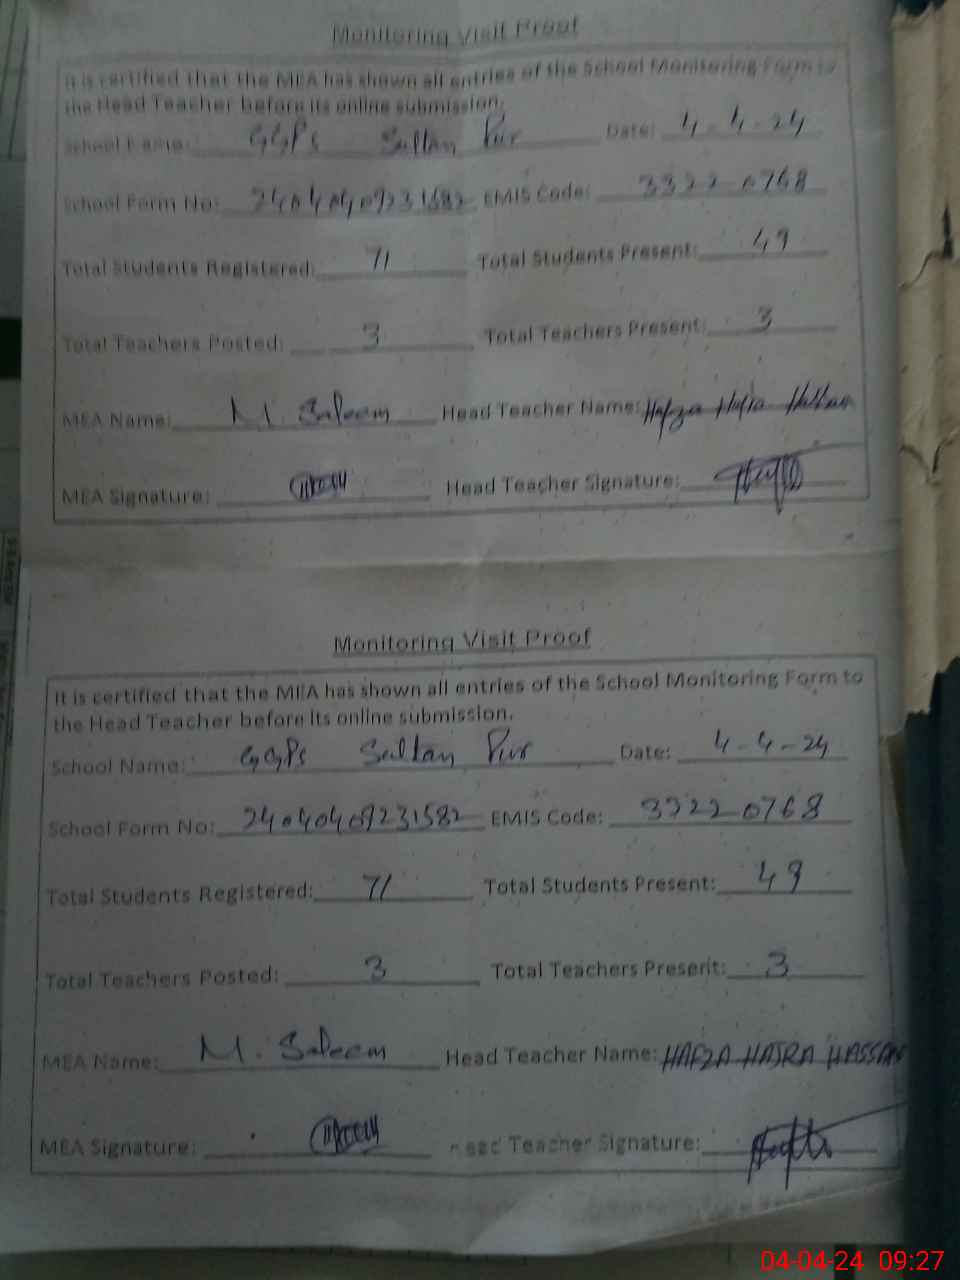 Monitoring Visit Proof
It is certified that the MEA has shown all entries of the School Monitoring Form to
the Head Teacher before its online submission.
School Name: GGPS Sultan Pur Date: 4-4-24
School Form No: EMIS Code: 33220768
Total Students Registered: 71 Total Students Present: 49
Total Teachers Posted: 3 Total Teachers Present: 3
MEA Name: M. Saleem Head Teacher Name: Hafza Hassan
MEA Signature: Head Teacher Signature:
Monitoring Visit Proof
It is certified that the MEA has shown all entries of the School Monitoring Form to
the Head Teacher before its online submission.
School Name: GGPS Sultan Pur Date: 4-4-24
School Form No: 24040409231582 EMIS Code: 33220768
Total Students Registered: 71 Total Students Present: 49
Total Teachers Posted: 3 Total Teachers Present: 3
MEA Name: M. Saleem Head Teacher Name: HAFZA HAJRA HASSAN
MEA Signature: Head Teacher Signature:
04-04-24 09:27